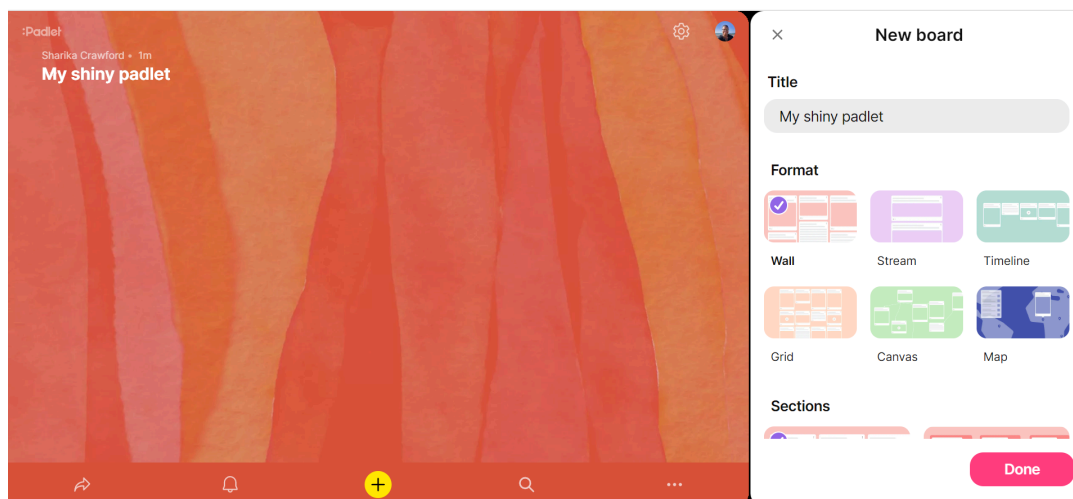 :Padlet
Sharika Crawford • 1m
My shiny padlet
New board
Title
My shiny padlet
Format
Wall
Stream
Timeline
Grid
Canvas
Map
Sections
Done